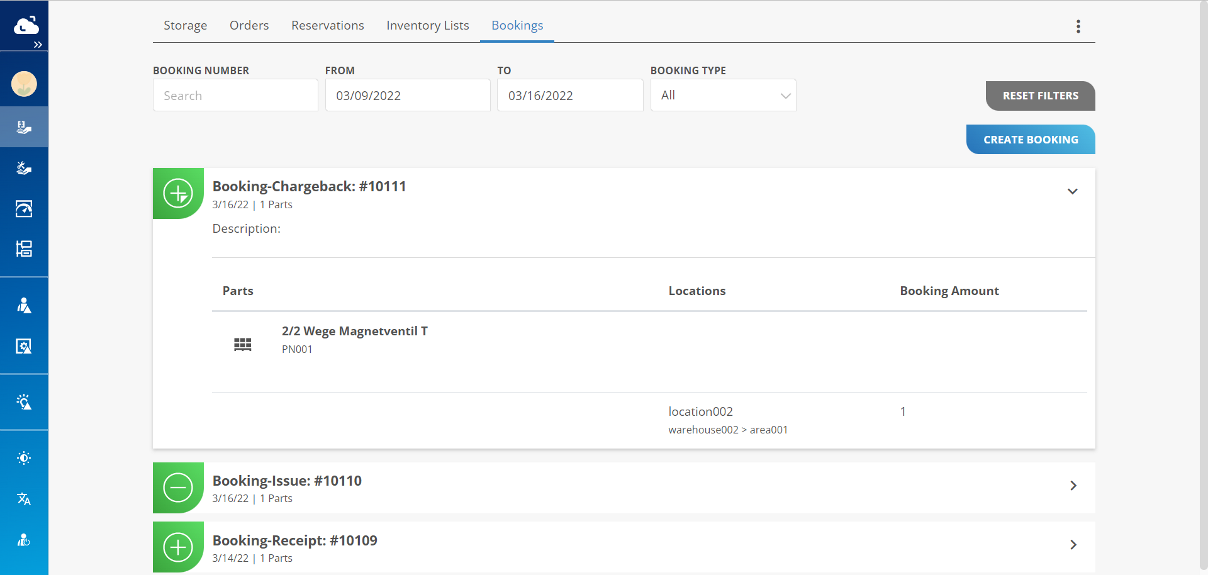 Storage Orders Reservations Inventory Lists Bookings
BOOKING NUMBER FROM TO BOOKING TYPE
Search 03/09/2022 03/16/2022 All
RESET FILTERS
CREATE BOOKING
Booking-Chargeback: #10111
3/16/22 | 1 Parts
Description:
Parts Locations Booking Amount
2/2 Wege Magnetventil T
PN001
location002 1
warehouse002 > area001
Booking-Issue: #10110
3/16/22 | 1 Parts
Booking-Receipt: #10109
3/14/22 | 1 Parts